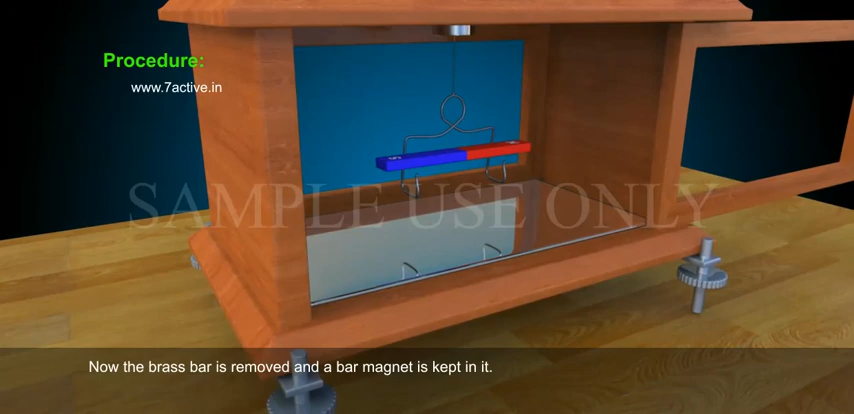 Procedure:
www.7active.in
SAMPLE USE ONLY
Now the brass bar is removed and a bar magnet is kept in it.